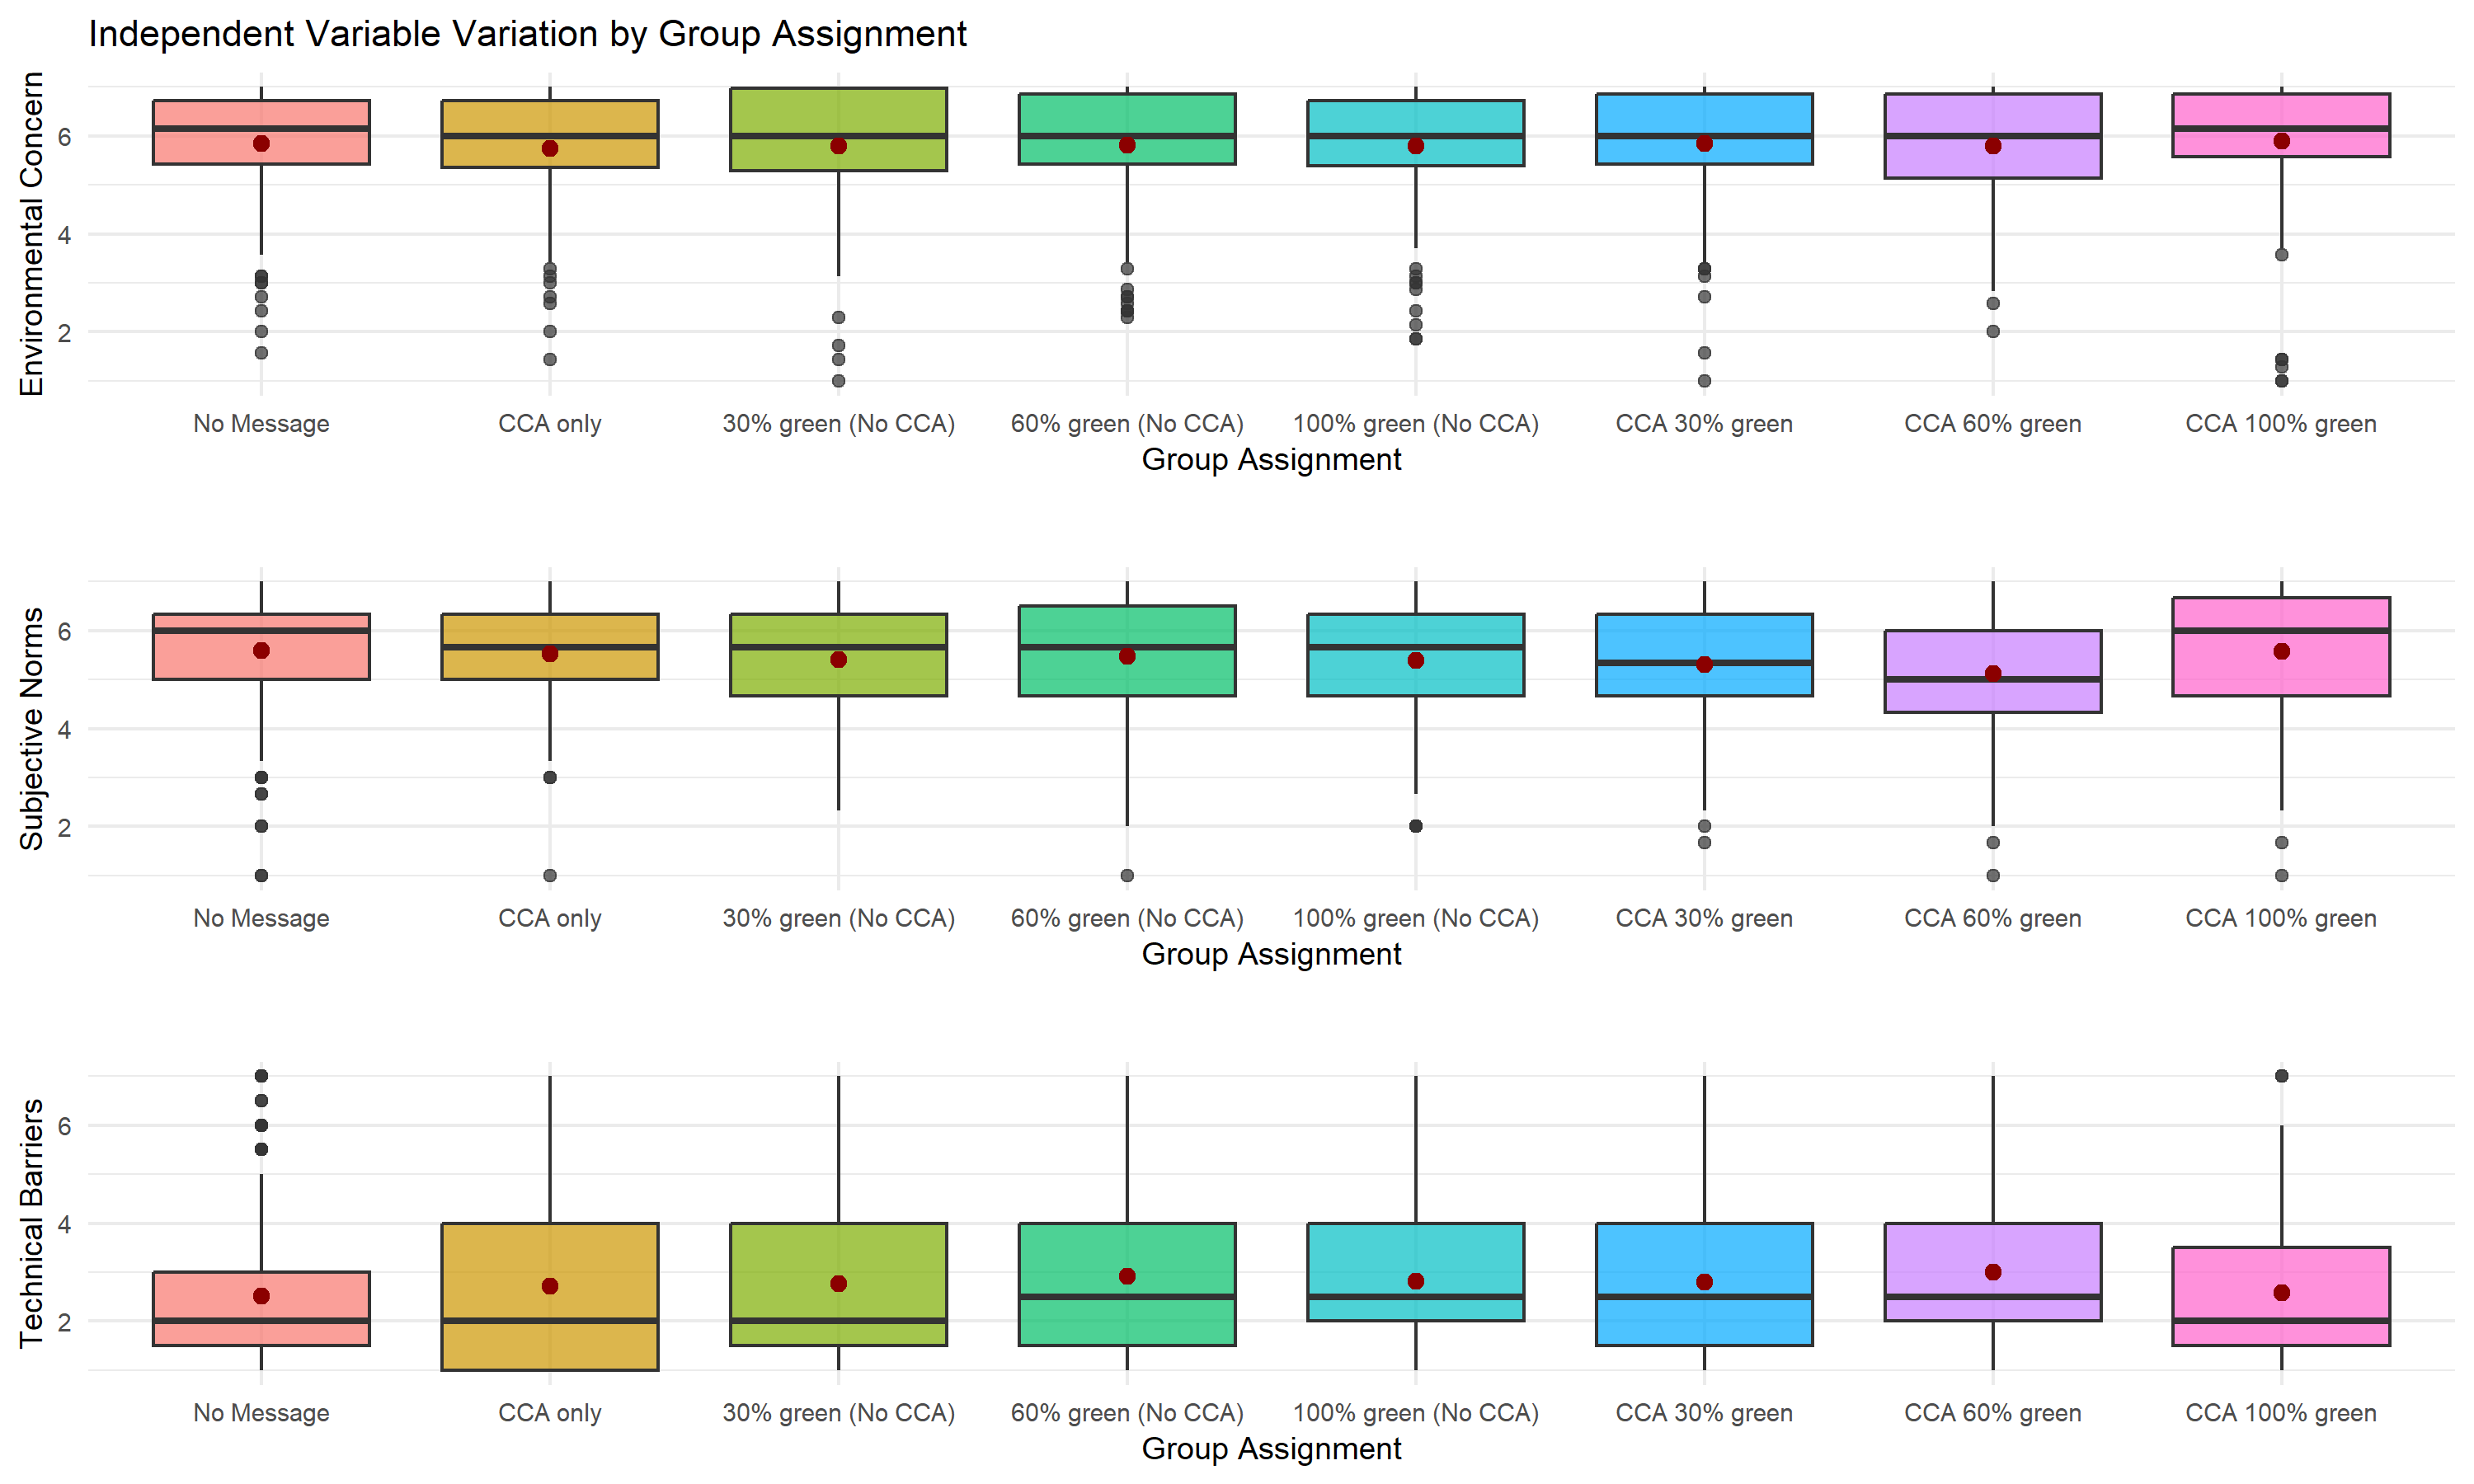 Independent Variable Variation by Group Assignment
Environmental Concern
6
4
2
No Message CCA only 30% green (No CCA) 60% green (No CCA) 100% green (No CCA) CCA 30% green CCA 60% green CCA 100% green
Group Assignment
Subjective Norms
6
4
2
No Message CCA only 30% green (No CCA) 60% green (No CCA) 100% green (No CCA) CCA 30% green CCA 60% green CCA 100% green
Group Assignment
Technical Barriers
6
4
2
No Message CCA only 30% green (No CCA) 60% green (No CCA) 100% green (No CCA) CCA 30% green CCA 60% green CCA 100% green
Group Assignment